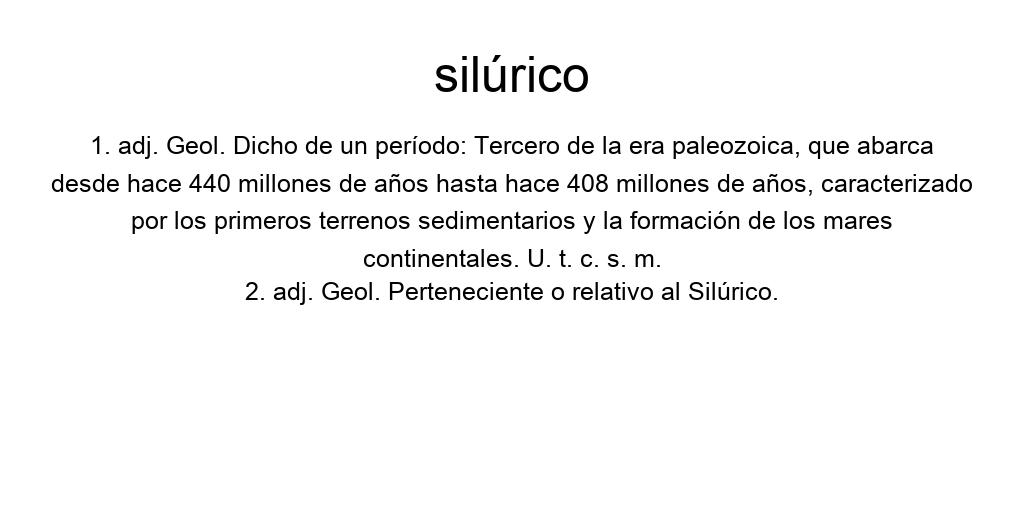 silúrico
1. adj. Geol. Dicho de un período: Tercero de la era paleozoica, que abarca
desde hace 440 millones de años hasta hace 408 millones de años, caracterizado
por los primeros terrenos sedimentarios y la formación de los mares
continentales. U. t. c. s. m.
2. adj. Geol. Perteneciente o relativo al Silúrico.